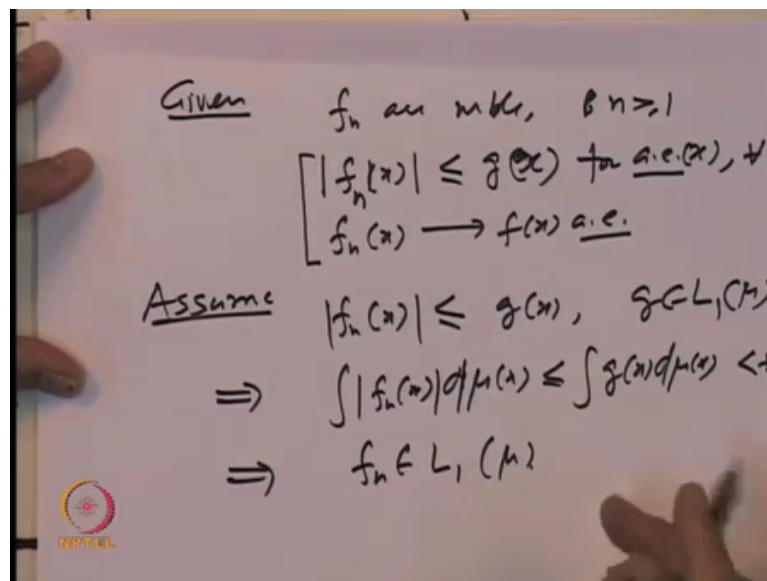 Given fₙ are mble, & n ≥ 1
|fₙ(x)| ≤ g(x) for a.e.(x), ∀
fₙ(x) → f(x) a.e.
Assume |fₙ(x)| ≤ g(x), g ∈ L₁(μ)
⇒ ∫|fₙ(x)|dμ(x) ≤ ∫g(x)dμ(x) < +
⇒ fₙ ∈ L₁(μ)
NPTEL